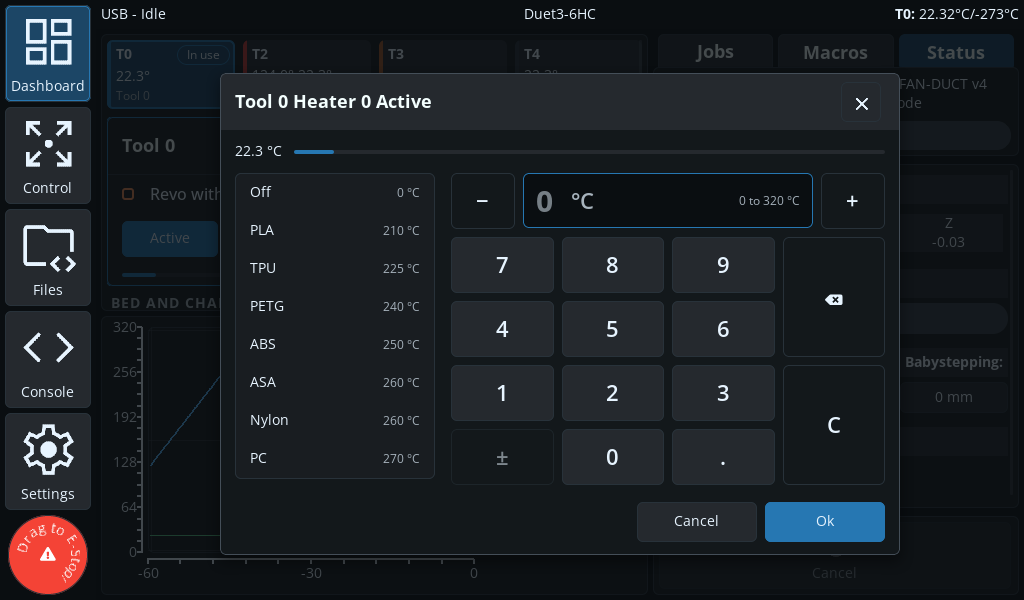 USB - Idle
Duet3-6HC
T0: 22.32°C/-273°C
Dashboard
Control
Files
Console
Settings
Drag to E-Stop!
T0
In use
22.3°
Tool 0
T2
T3
T4
Jobs
Macros
Status
FAN-DUCT v4
Tool 0
Revo with
Active
BED AND CHA
Z
-0.03
Babystepping:
0 mm
Cancel
320
256
192
128
64
0
-60
-30
0
Tool 0 Heater 0 Active
22.3 °C
Off 0 °C
PLA 210 °C
TPU 225 °C
PETG 240 °C
ABS 250 °C
ASA 260 °C
Nylon 260 °C
PC 270 °C
−
0 °C
0 to 320 °C
+
7 8 9
4 5 6
1 2 3
± 0 .
C
Cancel
Ok